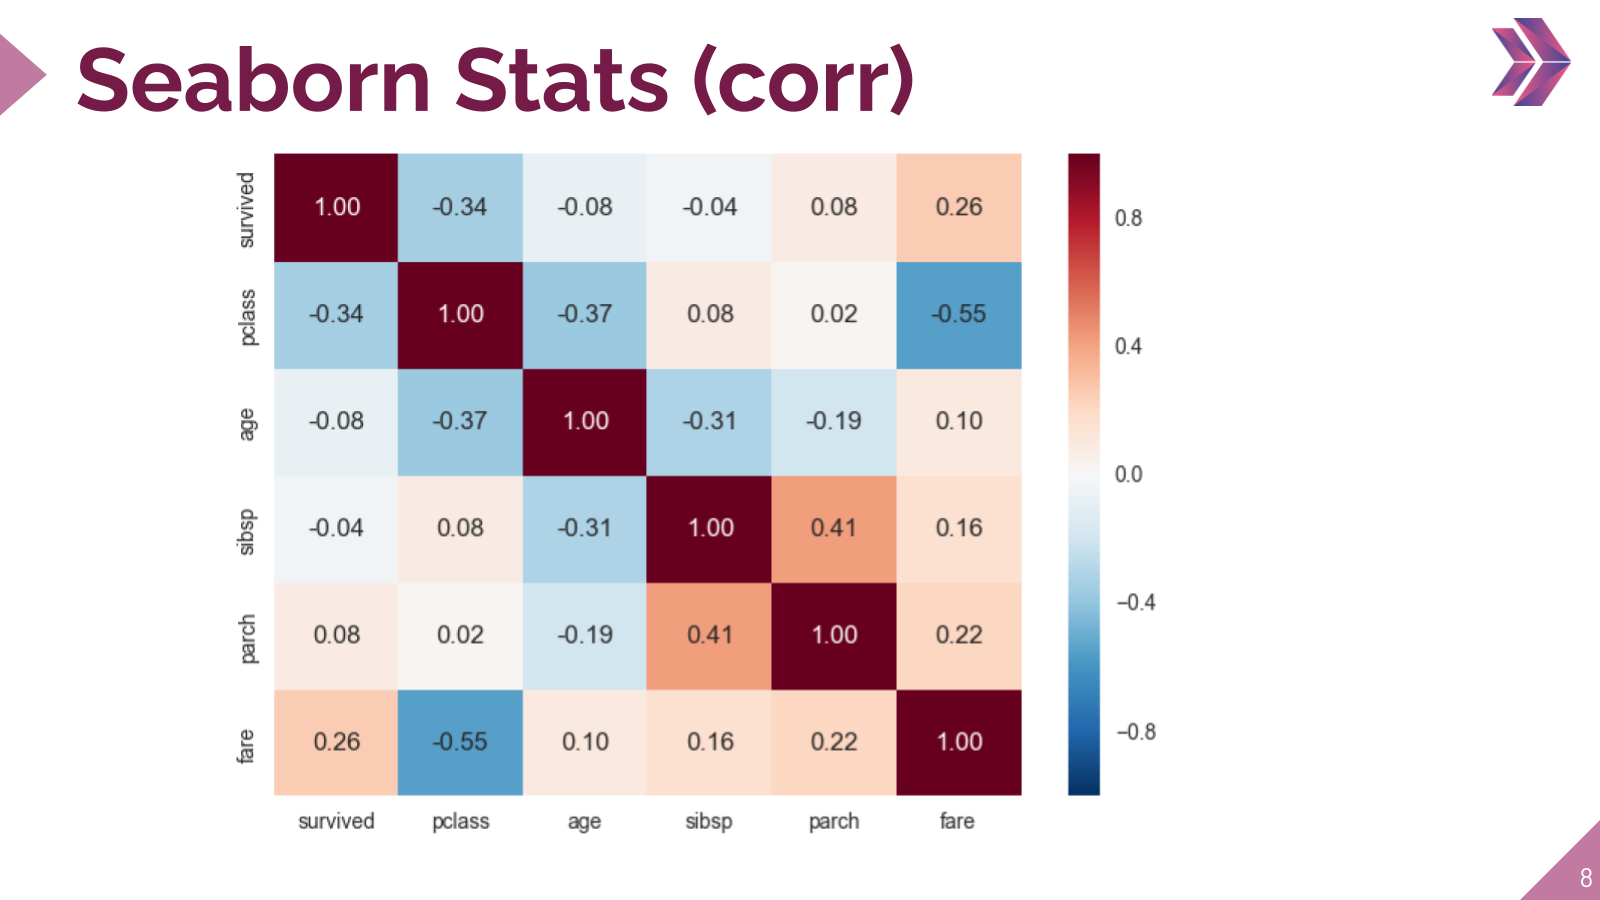 Seaborn Stats (corr)
survived 1.00 -0.34 -0.08 -0.04 0.08 0.26
pclass -0.34 1.00 -0.37 0.08 0.02 -0.55
age -0.08 -0.37 1.00 -0.31 -0.19 0.10
sibsp -0.04 0.08 -0.31 1.00 0.41 0.16
parch 0.08 0.02 -0.19 0.41 1.00 0.22
fare 0.26 -0.55 0.10 0.16 0.22 1.00
survived pclass age sibsp parch fare
0.8
0.4
0.0
−0.4
−0.8
8